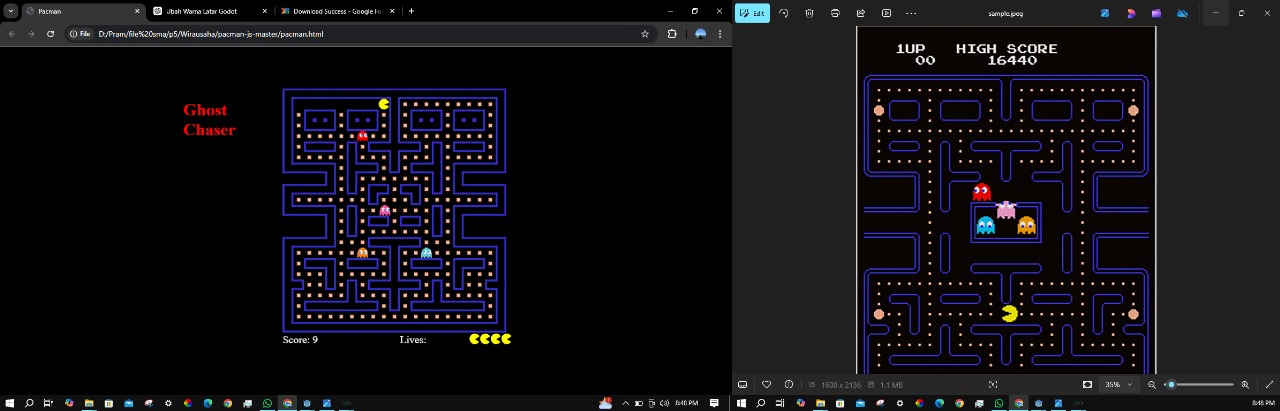 Pacman
Jbah Warna Latar Godot
Download Success - Google Fo
File
D:/Pram/file%20sma/p5/Wirausaha/pacman-js-master/pacman.html
Ghost
Chaser
Score: 9
Lives:
8:48 PM
Edit
sample.jpeg
1UP HIGH SCORE
00 16440
1600 x 2136
1.1 MB
35%
8:48 PM